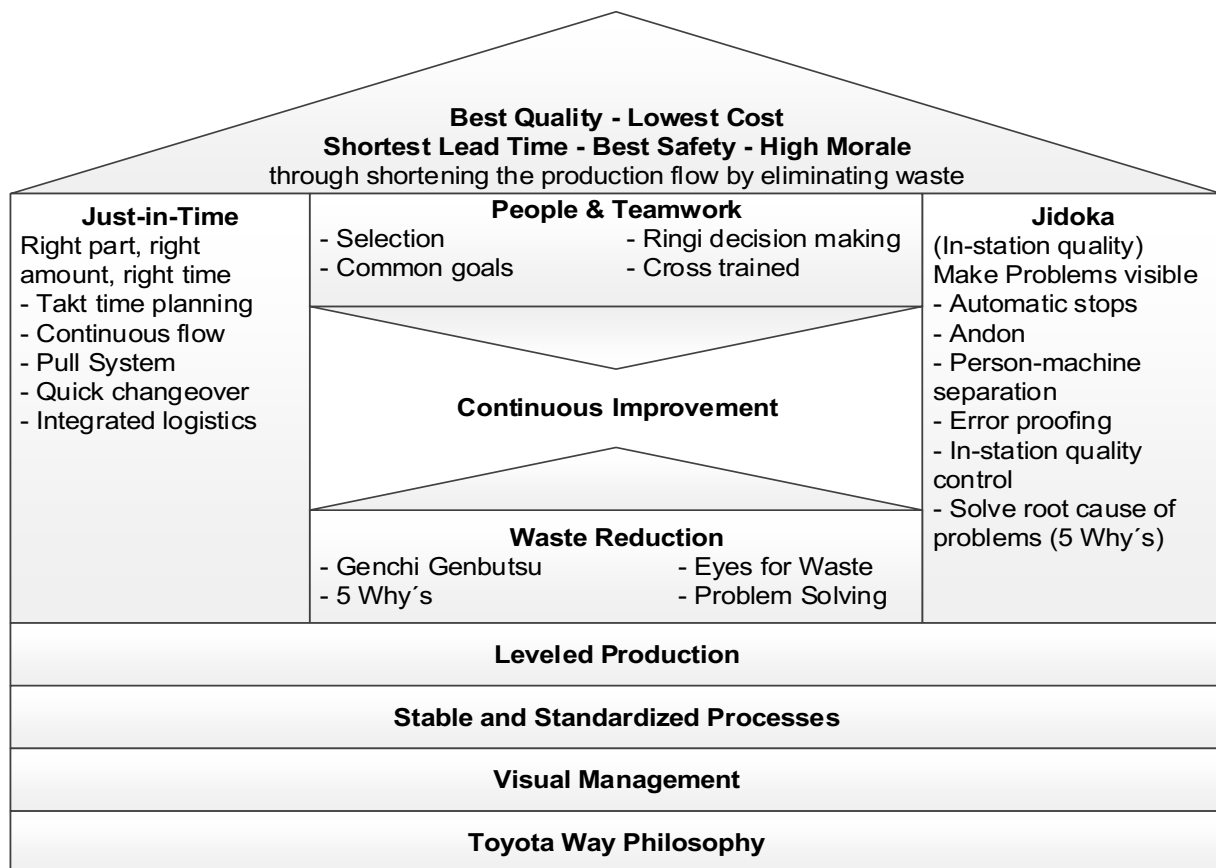 Best Quality - Lowest Cost
Shortest Lead Time - Best Safety - High Morale
through shortening the production flow by eliminating waste
Just-in-Time
Right part, right
amount, right time
- Takt time planning
- Continuous flow
- Pull System
- Quick changeover
- Integrated logistics
People & Teamwork
- Selection
- Common goals
- Ringi decision making
- Cross trained
Continuous Improvement
Waste Reduction
- Genchi Genbutsu
- 5 Why´s
- Eyes for Waste
- Problem Solving
Jidoka
(In-station quality)
Make Problems visible
- Automatic stops
- Andon
- Person-machine
separation
- Error proofing
- In-station quality
control
- Solve root cause of
problems (5 Why´s)
Leveled Production
Stable and Standardized Processes
Visual Management
Toyota Way Philosophy